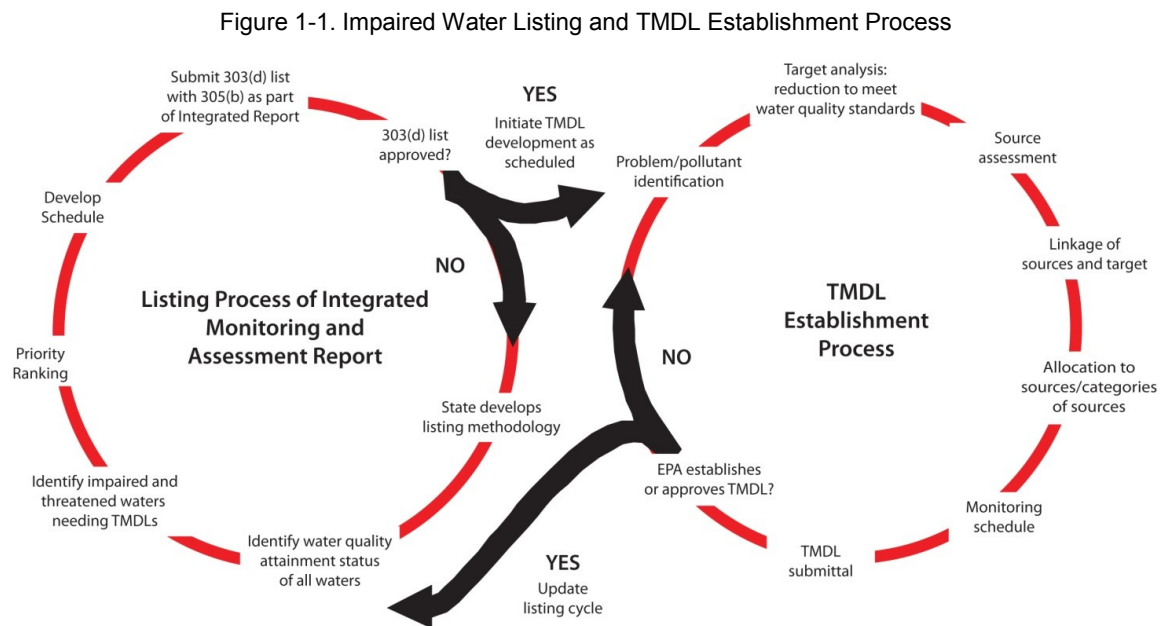 Figure 1-1. Impaired Water Listing and TMDL Establishment Process
Submit 303(d) list
with 305(b) as part
of Integrated Report
303(d) list
approved?
YES
Initiate TMDL
development as
scheduled
NO
Develop
Schedule
Priority
Ranking
Identify impaired and
threatened waters
needing TMDLs
Identify water quality
attainment status
of all waters
State develops
listing methodology
Listing Process of Integrated
Monitoring and
Assessment Report
Problem/pollutant
identification
Target analysis:
reduction to meet
water quality standards
Source
assessment
Linkage of
sources and target
Allocation to
sources/categories
of sources
Monitoring
schedule
TMDL
submittal
EPA establishes
or approves TMDL?
NO
YES
Update
listing cycle
TMDL
Establishment
Process